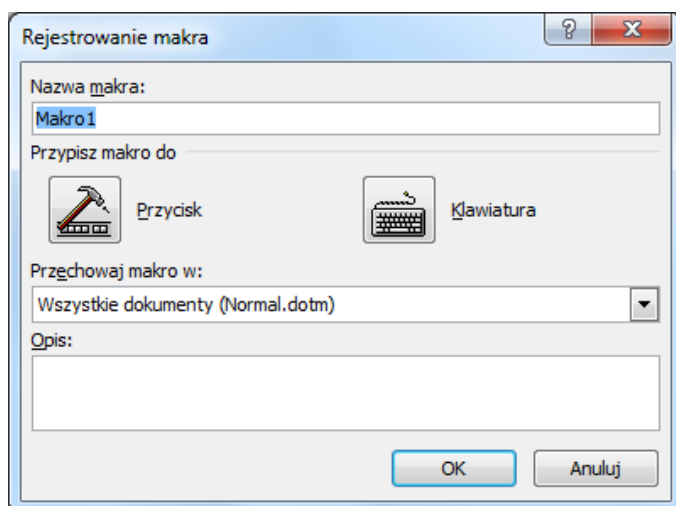 Rejestrowanie makra
Nazwa makra:
Makro1
Przypisz makro do
Przycisk
Klawiatura
Przechowaj makro w:
Wszystkie dokumenty (Normal.dotm)
Opis:
OK
Anuluj